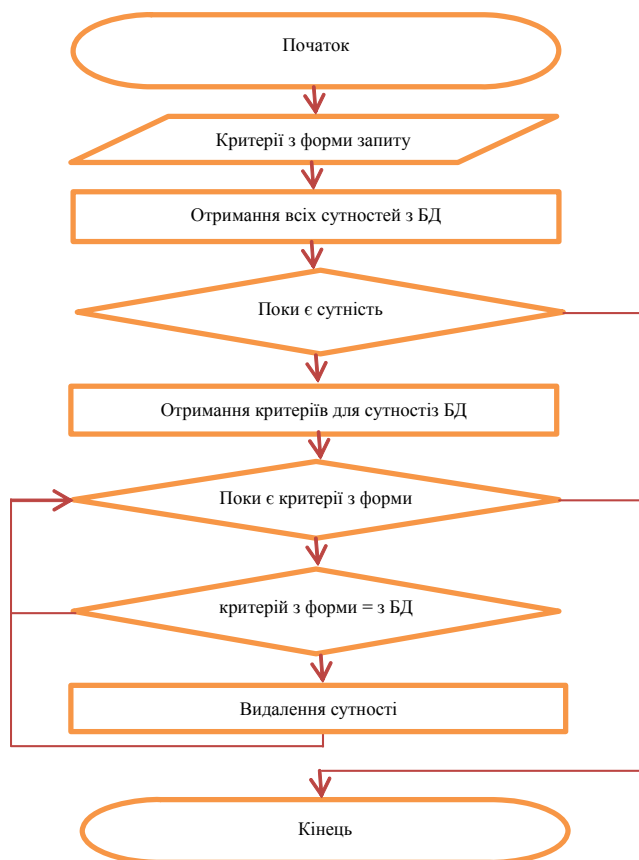 Початок
Критерії з форми запиту
Отримання всіх сутностей з БД
Поки є сутність
Отримання критеріїв для сутностіз БД
Поки є критерії з форми
критерій з форми = з БД
Видалення сутності
Кінець